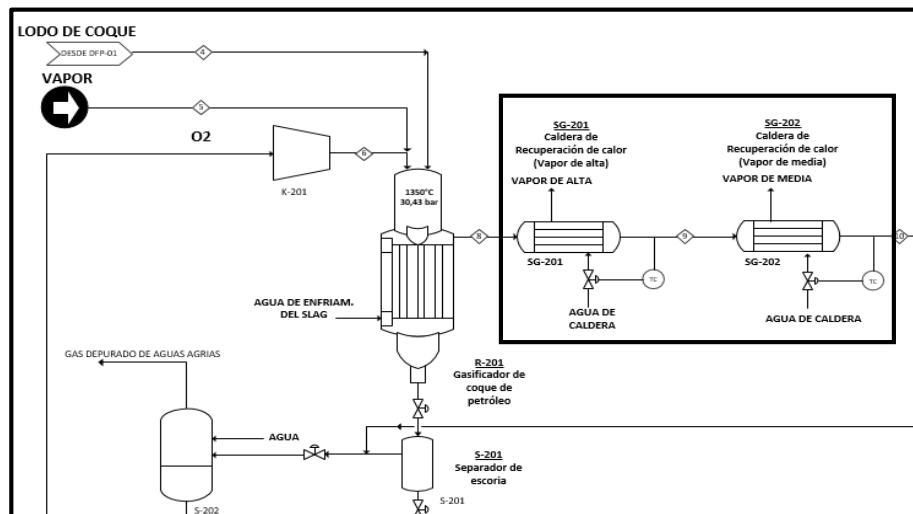 LODO DE COQUE
DESDE DFP-01
4
VAPOR
5
O2
6
K-201
1350°C
30,43 bar
8
SG-201
Caldera de
Recuperación de calor
(Vapor de alta)
VAPOR DE ALTA
SG-201
TC
AGUA DE
CALDERA
9
SG-202
Caldera de
Recuperación de calor
(Vapor de media)
VAPOR DE MEDIA
SG-202
TC
AGUA DE CALDERA
10
AGUA DE ENFRIAM.
DEL SLAG
R-201
Gasificador de
coque de
petróleo
GAS DEPURADO DE AGUAS AGRIAS
AGUA
S-201
Separador de
escoria
S-201
S-202